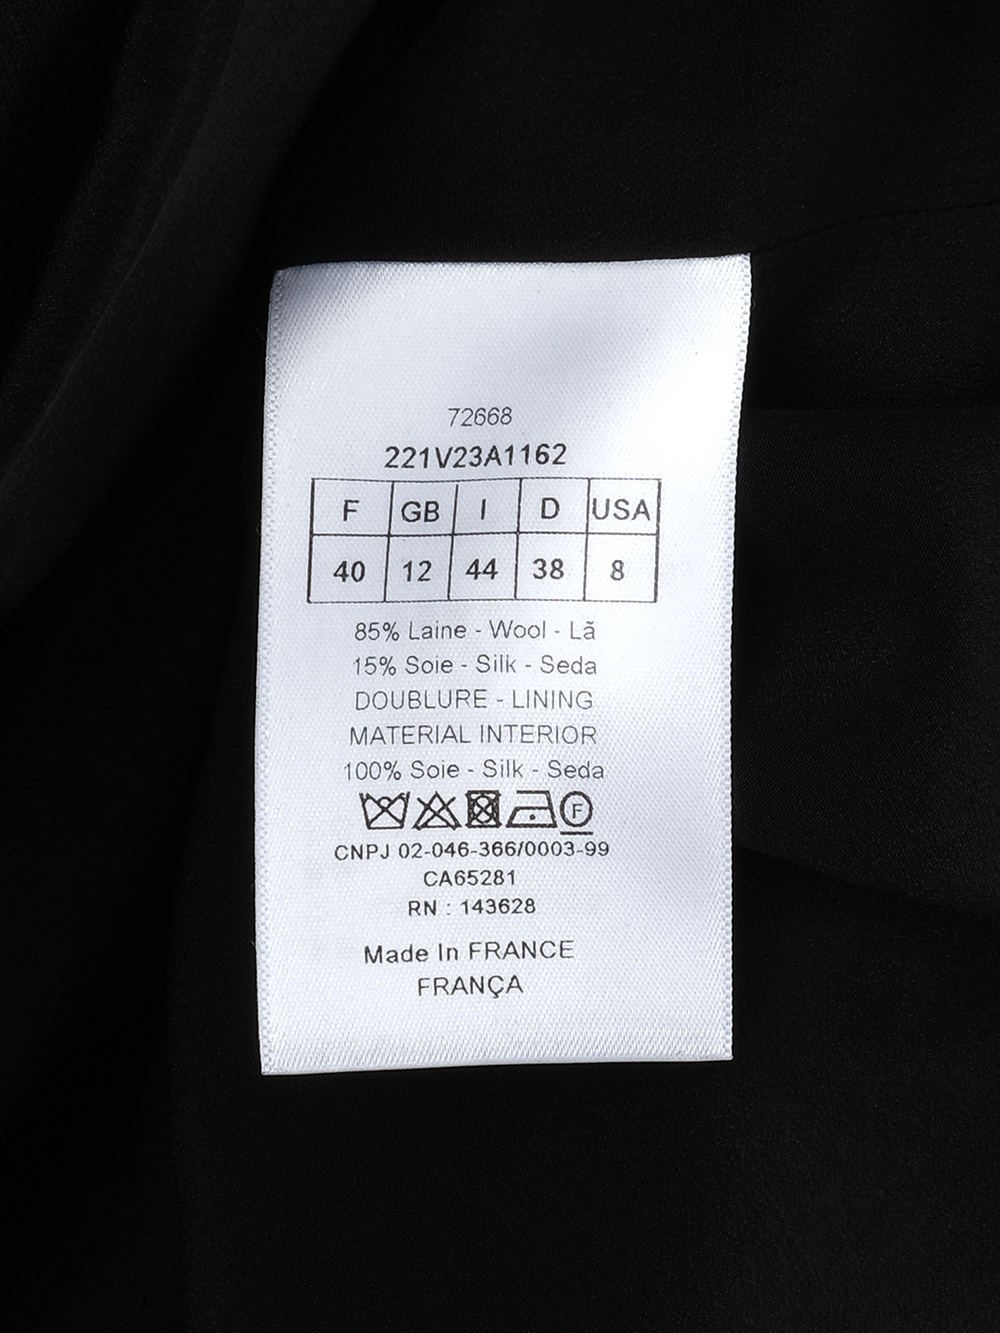 72668
221V23A1162
F GB I D USA
40 12 44 38 8
85% Laine - Wool - Lã
15% Soie - Silk - Seda
DOUBLURE - LINING
MATERIAL INTERIOR
100% Soie - Silk - Seda
F
CNPJ 02-046-366/0003-99
CA65281
RN : 143628
Made In FRANCE
FRANÇA